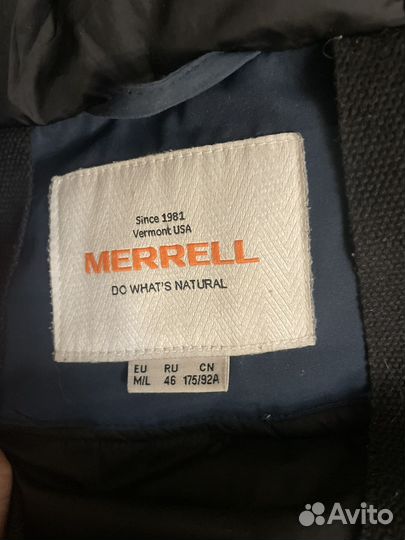 Since 1981
Vermont USA
MERRELL
DO WHAT'S NATURAL
EU RU CN
M/L 46 175/92A
Avito